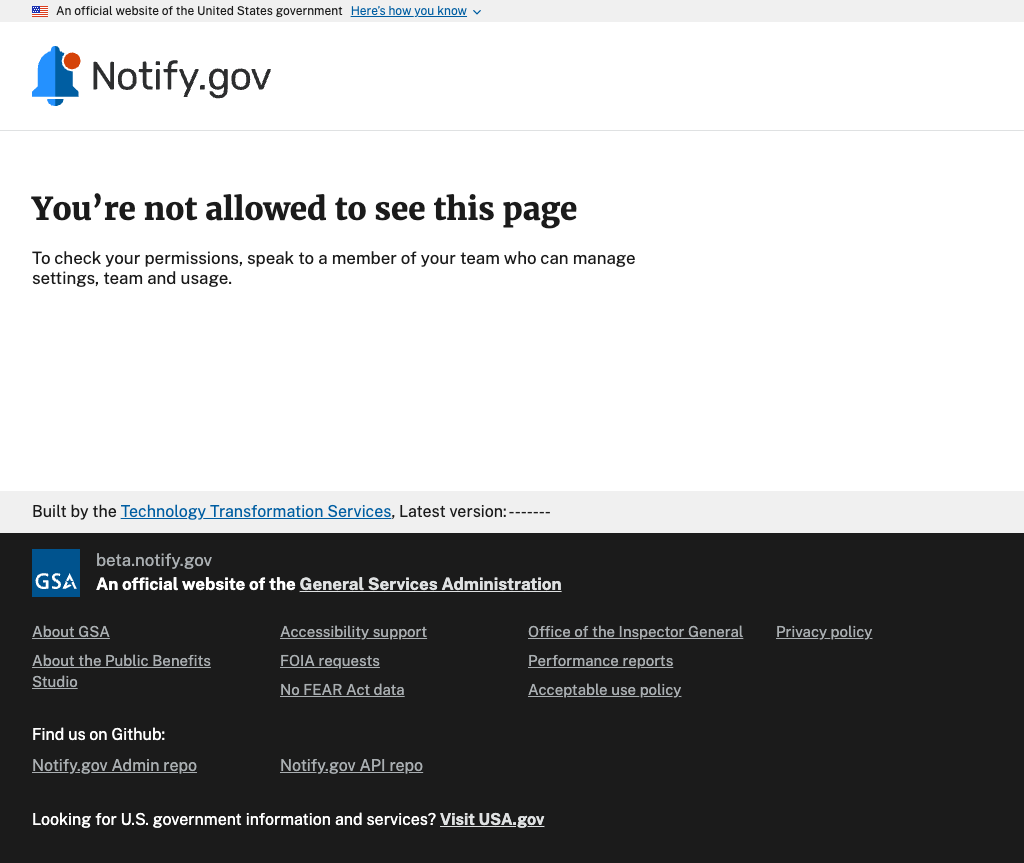 An official website of the United States government Here's how you know
Notify.gov
You’re not allowed to see this page
To check your permissions, speak to a member of your team who can manage
settings, team and usage.
Built by the Technology Transformation Services, Latest version:-------
GSA
beta.notify.gov
An official website of the General Services Administration
About GSA
About the Public Benefits
Studio
Accessibility support
FOIA requests
No FEAR Act data
Office of the Inspector General
Performance reports
Acceptable use policy
Privacy policy
Find us on Github:
Notify.gov Admin repo
Notify.gov API repo
Looking for U.S. government information and services? Visit USA.gov